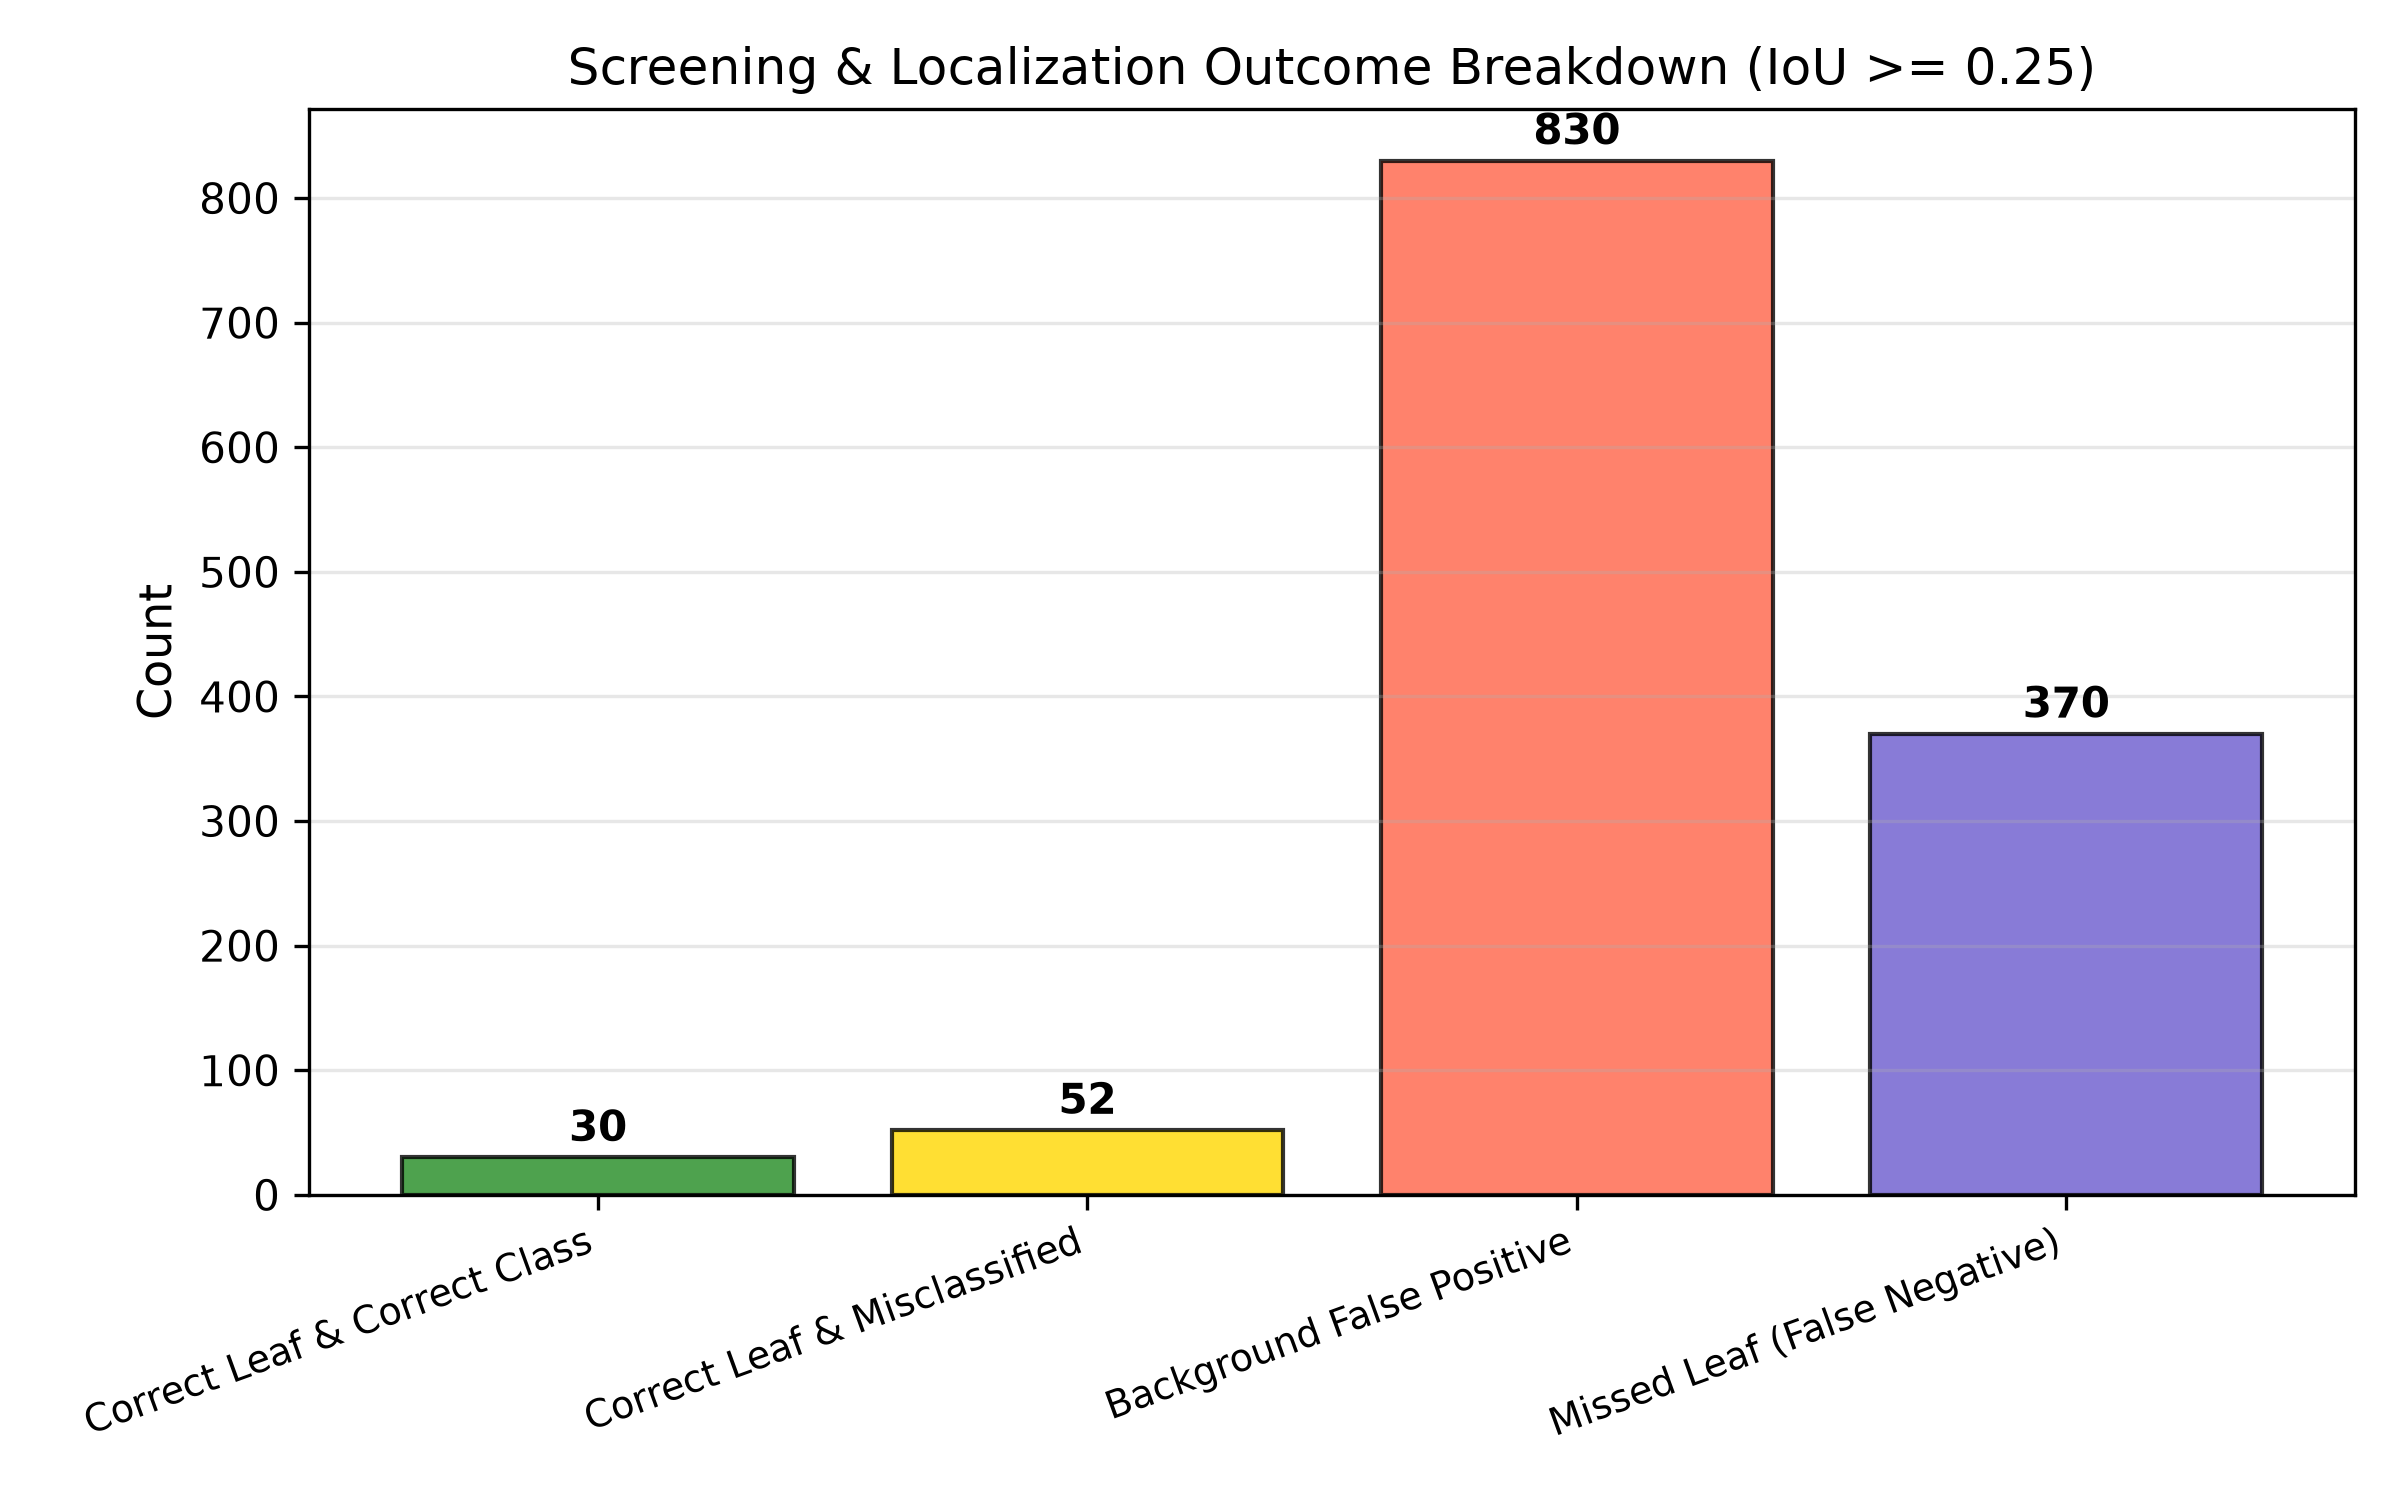 Screening & Localization Outcome Breakdown (IoU >= 0.25)
Count
800
700
600
500
400
300
200
100
0
30
52
830
370
Correct Leaf & Correct Class
Correct Leaf & Misclassified
Background False Positive
Missed Leaf (False Negative)